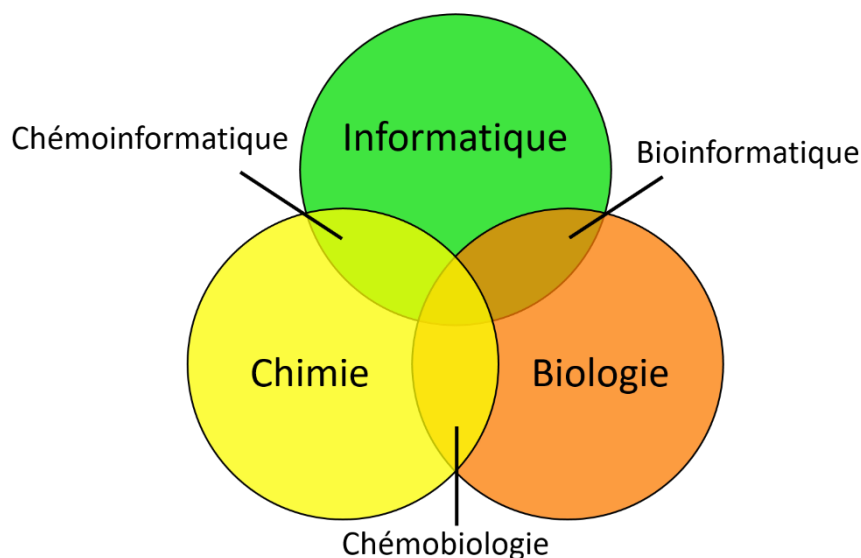 Informatique
Chémoinformatique
Bioinformatique
Chimie
Biologie
Chémobiologie